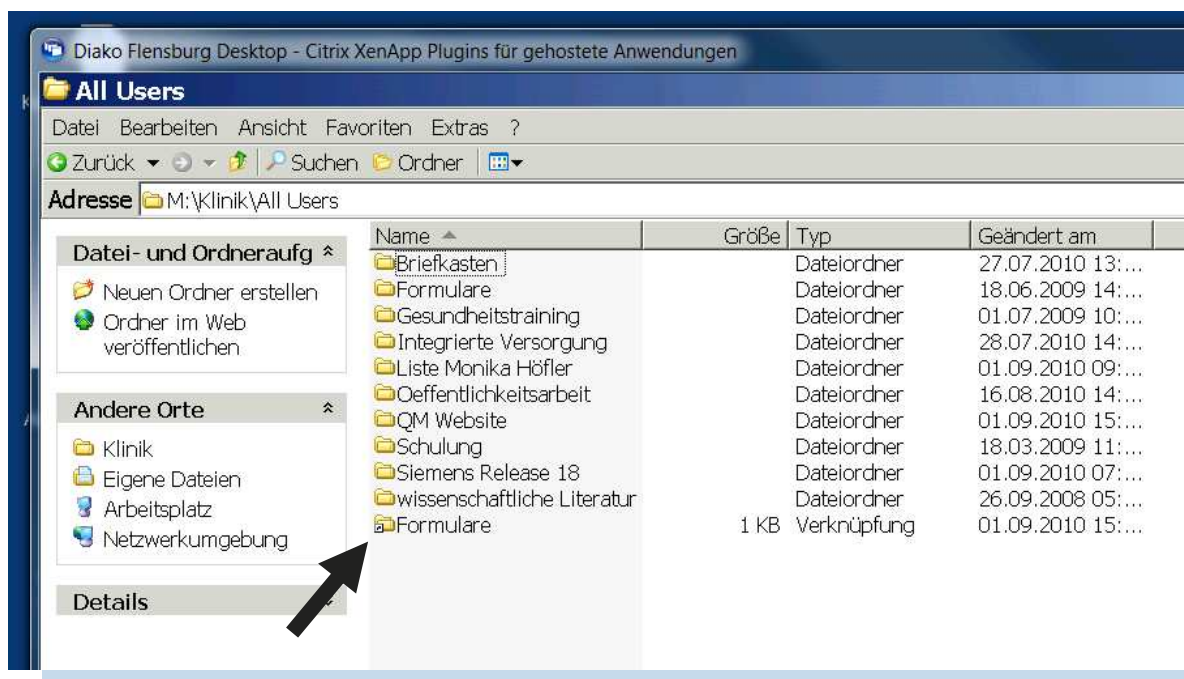 Diako Flensburg Desktop - Citrix XenApp Plugins für gehostete Anwendungen
All Users
Datei Bearbeiten Ansicht Favoriten Extras ?
Zurück Suchen Ordner
Adresse M:\Klinik\All Users
Datei- und Ordneraufg
Neuen Ordner erstellen
Ordner im Web
veröffentlichen
Andere Orte
Klinik
Eigene Dateien
Arbeitsplatz
Netzwerkumgebung
Details
Name Größe Typ Geändert am
Briefkasten Dateiordner 27.07.2010 13:...
Formulare Dateiordner 18.06.2009 14:...
Gesundheitstraining Dateiordner 01.07.2009 10:...
Integrierte Versorgung Dateiordner 28.07.2010 14:...
Liste Monika Höfler Dateiordner 01.09.2010 09:...
Oeffentlichkeitsarbeit Dateiordner 16.08.2010 14:...
QM Website Dateiordner 01.09.2010 15:...
Schulung Dateiordner 18.03.2009 11:...
Siemens Release 18 Dateiordner 01.09.2010 07:...
wissenschaftliche Literatur Dateiordner 26.09.2008 05:...
Formulare 1 KB Verknüpfung 01.09.2010 15:...